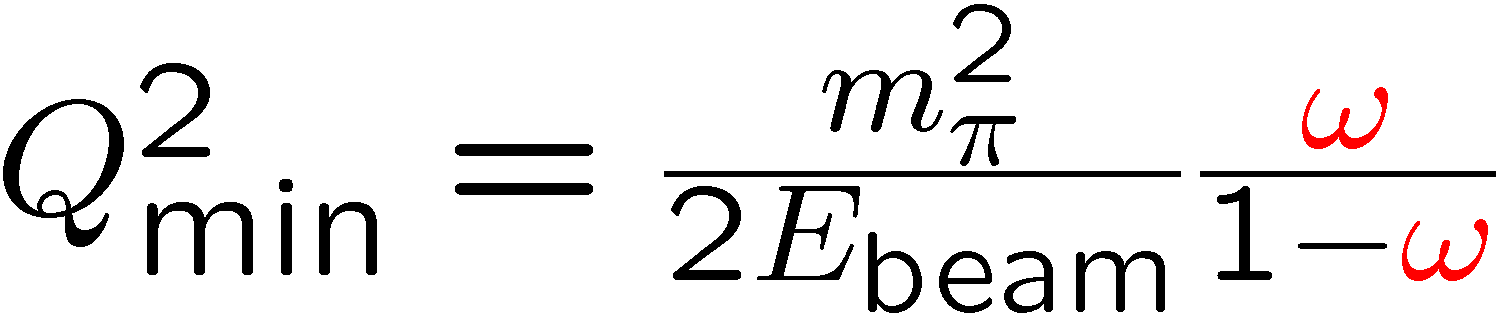 Q²_min = m²_π / 2E_beam ω / 1−ω